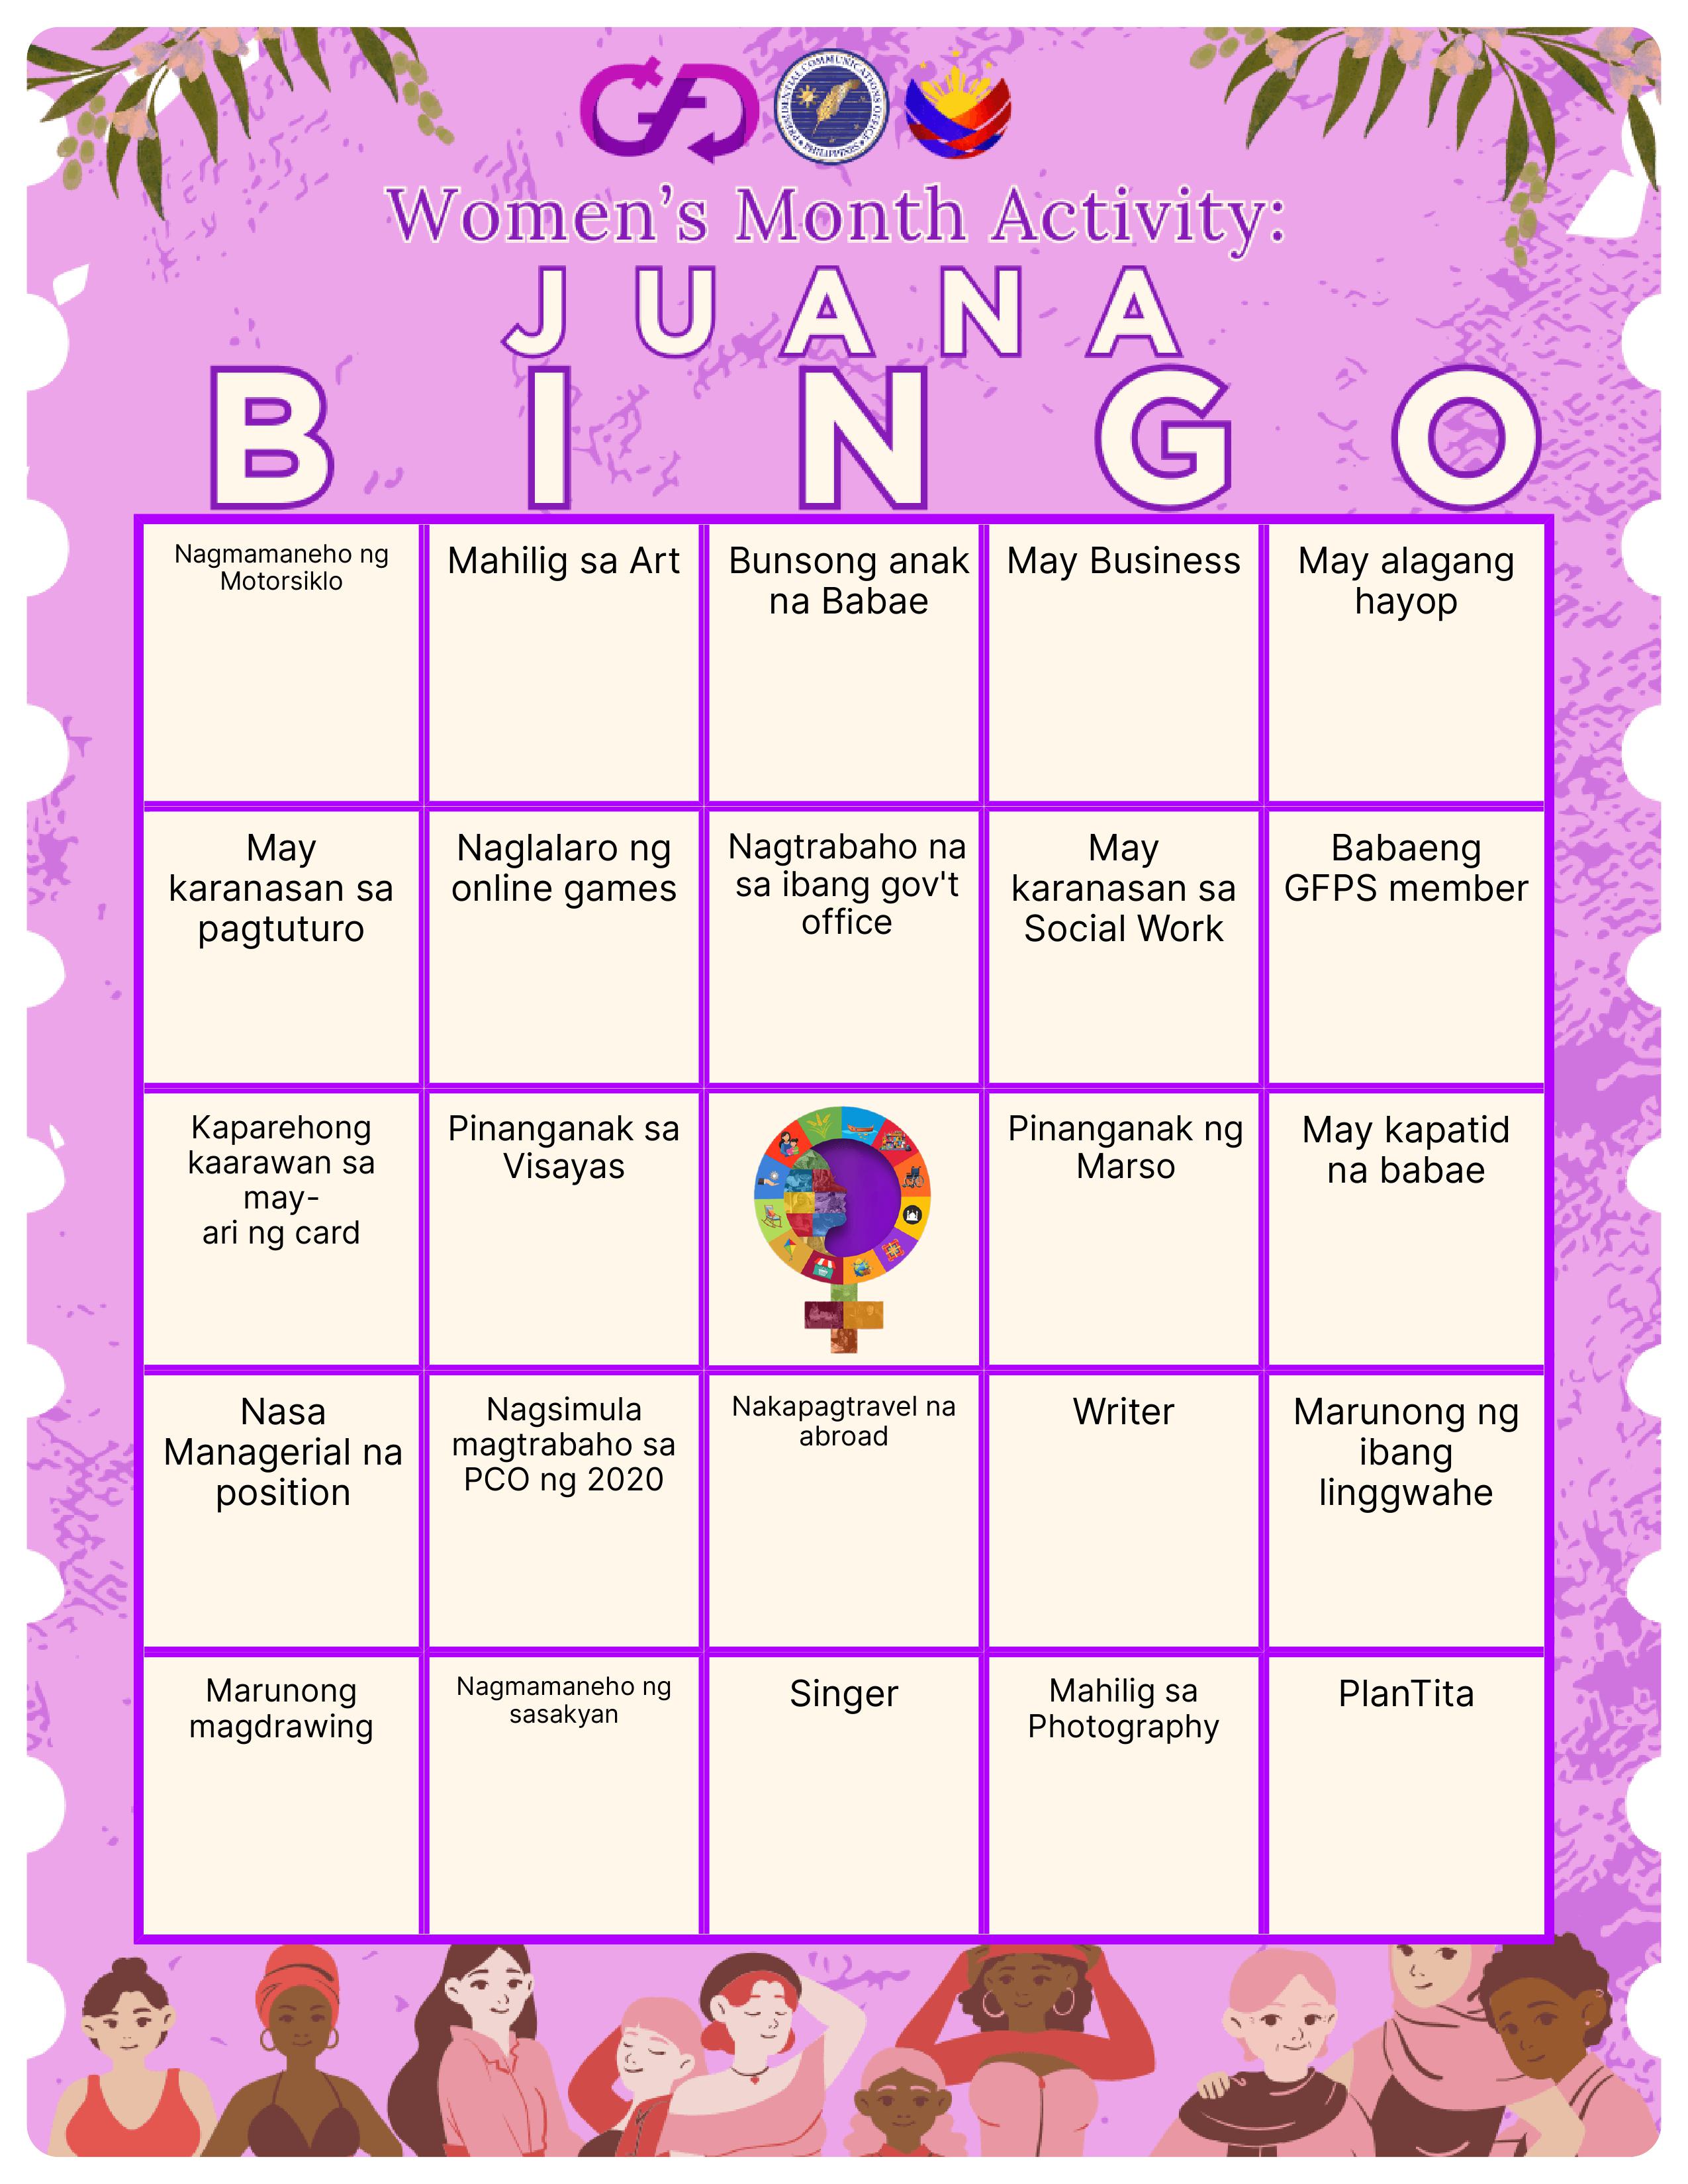 PRESIDENTIAL COMMUNICATIONS OFFICE
PHILIPPINES
Women's Month Activity:
JUANA
BINGO
Nagmamaneho ng
Motorsiklo
Mahilig sa Art
Bunsong anak
na Babae
May Business
May alagang
hayop
May
karanasan sa
pagtuturo
Naglalaro ng
online games
Nagtrabaho na
sa ibang gov't
office
May
karanasan sa
Social Work
Babaeng
GFPS member
Kaparehong
kaarawan sa
may-
ari ng card
Pinanganak sa
Visayas
Pinanganak ng
Marso
May kapatid
na babae
Nasa
Managerial na
position
Nagsimula
magtrabaho sa
PCO ng 2020
Nakapagtravel na
abroad
Writer
Marunong ng
ibang
linggwahe
Marunong
magdrawing
Nagmamaneho ng
sasakyan
Singer
Mahilig sa
Photography
PlanTita